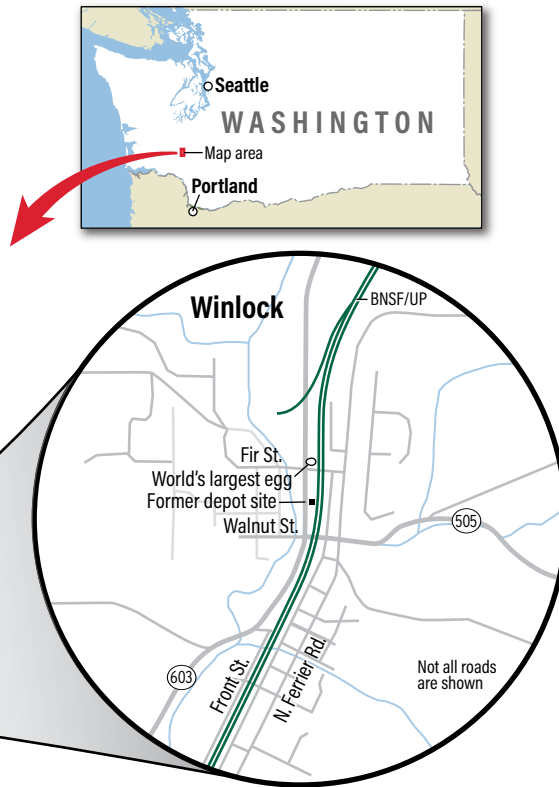 Seattle
WASHINGTON
Map area
Portland
Winlock
BNSF/UP
Fir St.
World's largest egg
Former depot site
Walnut St.
505
603
Front St.
N. Ferrier Rd.
Not all roads
are shown